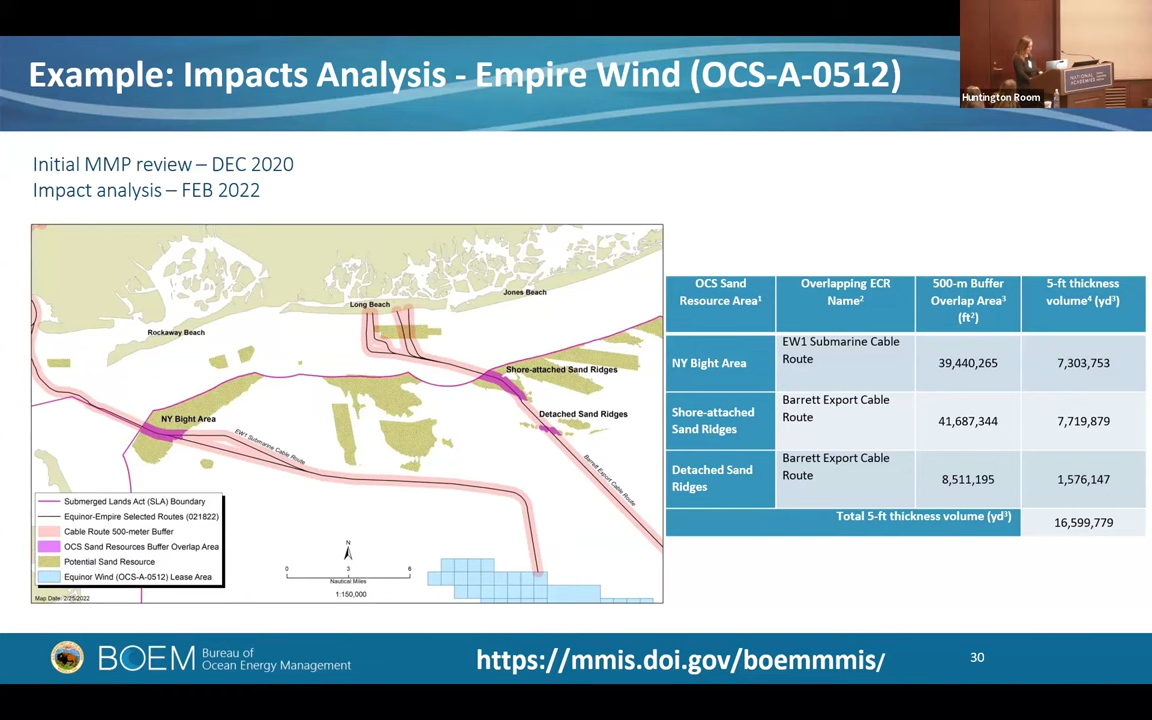 Example: Impacts Analysis - Empire Wind (OCS-A-0512)
Huntington Room
NATIONAL
ACADEMIES
Initial MMP review – DEC 2020
Impact analysis – FEB 2022
Long Beach
Jones Beach
Rockaway Beach
Shore-attached Sand Ridges
NY Bight Area
Detached Sand Ridges
EW1 Submarine Cable Route
Barrett Export Cable Route
Submerged Lands Act (SLA) Boundary
Equinor-Empire Selected Routes (021822)
Cable Route 500-meter Buffer
OCS Sand Resources Buffer Overlap Area
Potential Sand Resource
Equinor Wind (OCS-A-0512) Lease Area
Map Date: 2/25/2022
N
0 3 6
Nautical Miles
1:150,000
OCS Sand
Resource Area¹
Overlapping ECR
Name²
500-m Buffer
Overlap Area³
(ft²)
5-ft thickness
volume⁴ (yd³)
NY Bight Area
EW1 Submarine Cable
Route
39,440,265
7,303,753
Shore-attached
Sand Ridges
Barrett Export Cable
Route
41,687,344
7,719,879
Detached Sand
Ridges
Barrett Export Cable
Route
8,511,195
1,576,147
Total 5-ft thickness volume (yd³)
16,599,779
BOEM
Bureau of
Ocean Energy Management
https://mmis.doi.gov/boemmmis/
30